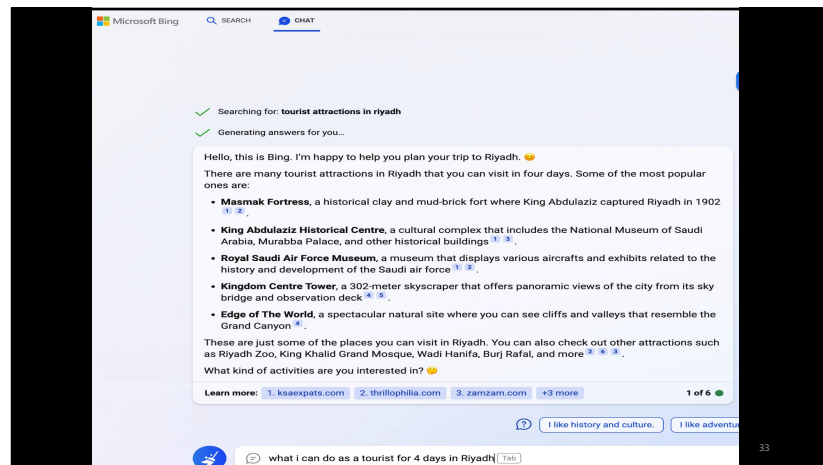 Microsoft Bing SEARCH CHAT
Searching for: tourist attractions in riyadh
Generating answers for you...
Hello, this is Bing. I'm happy to help you plan your trip to Riyadh. 😊
There are many tourist attractions in Riyadh that you can visit in four days. Some of the most popular
ones are:
• Masmak Fortress, a historical clay and mud-brick fort where King Abdulaziz captured Riyadh in 1902
1 2 .
• King Abdulaziz Historical Centre, a cultural complex that includes the National Museum of Saudi
Arabia, Murabba Palace, and other historical buildings 1 3 .
• Royal Saudi Air Force Museum, a museum that displays various aircrafts and exhibits related to the
history and development of the Saudi air force 1 2 .
• Kingdom Centre Tower, a 302-meter skyscraper that offers panoramic views of the city from its sky
bridge and observation deck 4 5 .
• Edge of The World, a spectacular natural site where you can see cliffs and valleys that resemble the
Grand Canyon 4 .
These are just some of the places you can visit in Riyadh. You can also check out other attractions such
as Riyadh Zoo, King Khalid Grand Mosque, Wadi Hanifa, Burj Rafal, and more 2 6 3 .
What kind of activities are you interested in? 🤔
Learn more: 1. ksaexpats.com 2. thrillophilia.com 3. zamzam.com +3 more 1 of 6
I like history and culture. I like adventu
what i can do as a tourist for 4 days in Riyadh Tab
33